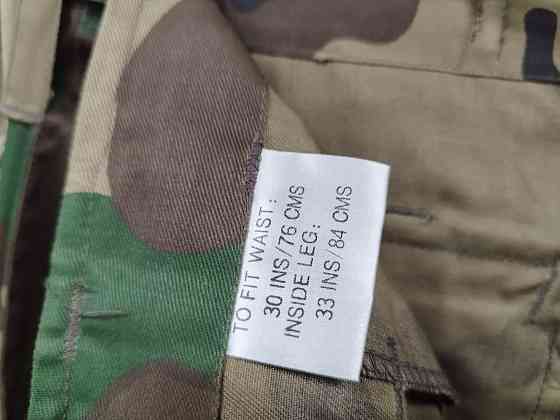 TO FIT WAIST:
30 INS/76 CMS
INSIDE LEG:
33 INS/84 CMS